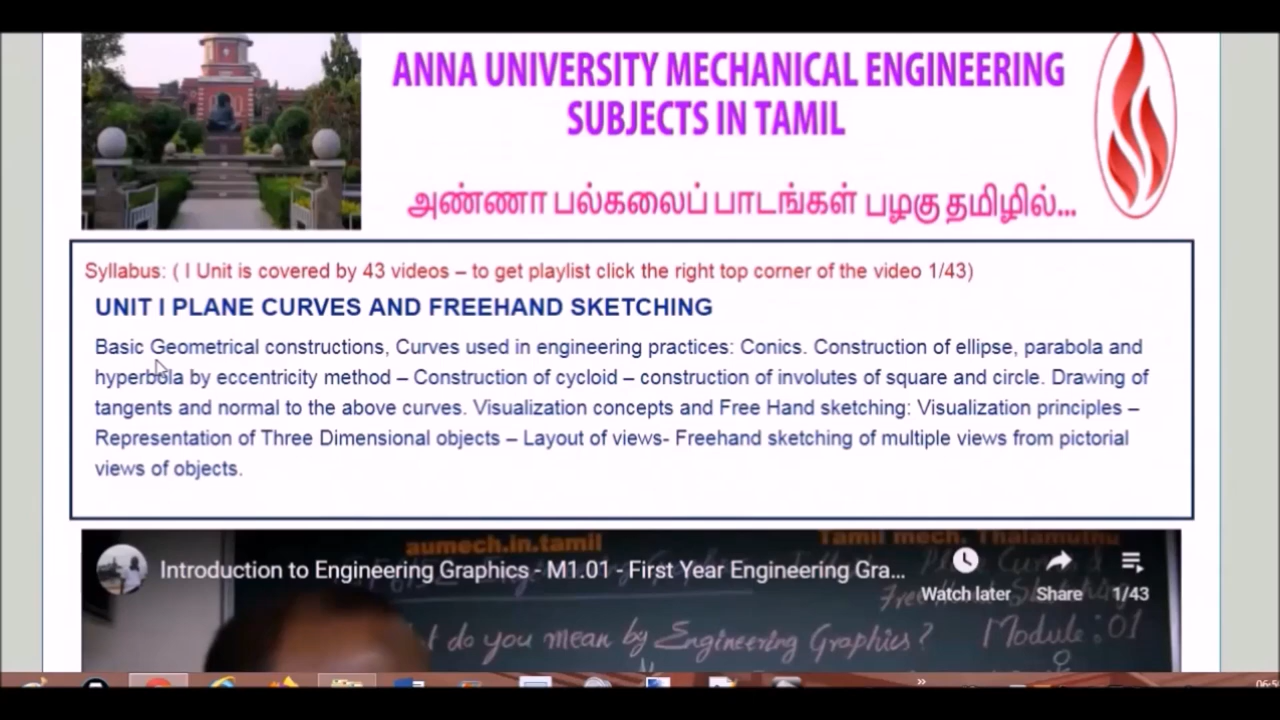 ANNA UNIVERSITY MECHANICAL ENGINEERING
SUBJECTS IN TAMIL
அண்ணா பல்கலைப் பாடங்கள் பழகு தமிழில்...
Syllabus: ( I Unit is covered by 43 videos – to get playlist click the right top corner of the video 1/43)
UNIT I PLANE CURVES AND FREEHAND SKETCHING
Basic Geometrical constructions, Curves used in engineering practices: Conics. Construction of ellipse, parabola and
hyperbola by eccentricity method – Construction of cycloid – construction of involutes of square and circle. Drawing of
tangents and normal to the above curves. Visualization concepts and Free Hand sketching: Visualization principles –
Representation of Three Dimensional objects – Layout of views- Freehand sketching of multiple views from pictorial
views of objects.
aumech.in.tamil
Tamil mech. Thalamuthu
Introduction to Engineering Graphics - M1.01 - First Year Engineering Gra...
Watch later
Share
1/43
Free Hand Sketching
do you mean by Engineering Graphics?
Module: 01